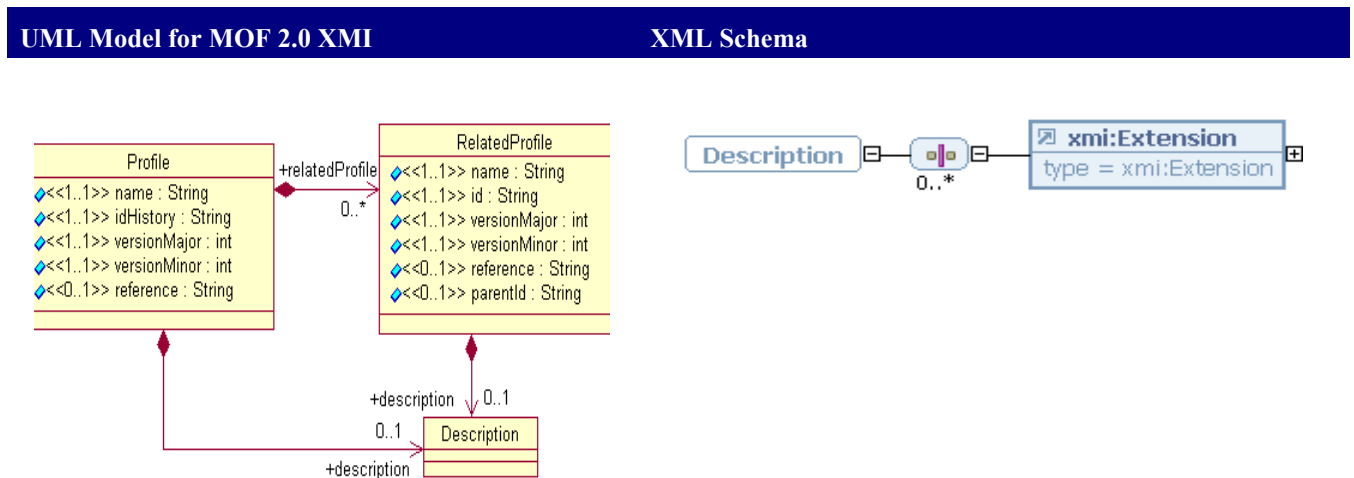 UML Model for MOF 2.0 XMI
XML Schema
Profile
<<1..1>> name : String
<<1..1>> idHistory : String
<<1..1>> versionMajor : int
<<1..1>> versionMinor : int
<<0..1>> reference : String
+relatedProfile
0..*
RelatedProfile
<<1..1>> name : String
<<1..1>> id : String
<<1..1>> versionMajor : int
<<1..1>> versionMinor : int
<<0..1>> reference : String
<<0..1>> parentId : String
+description
0..1
0..1
+description
Description
Description
0..*
xmi:Extension
type = xmi:Extension